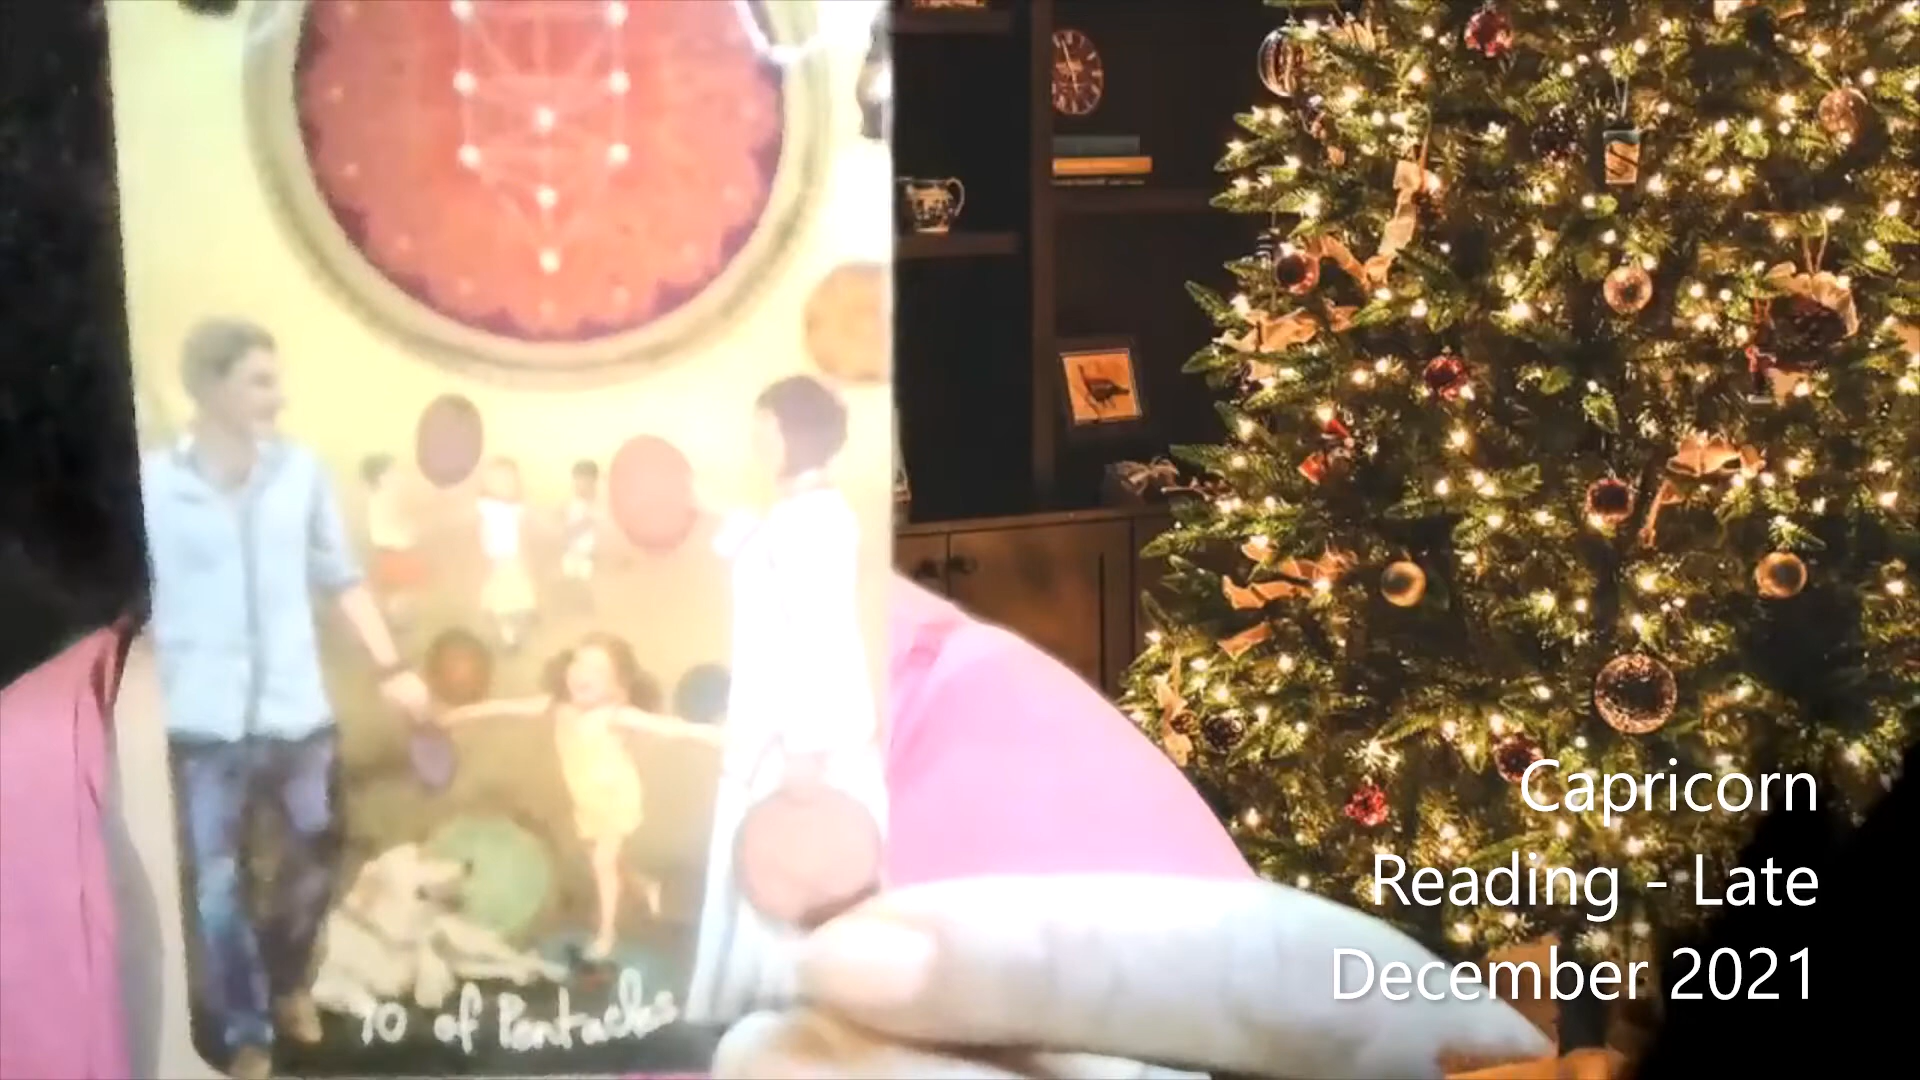 10 of Pentacles
Capricorn
Reading - Late
December 2021